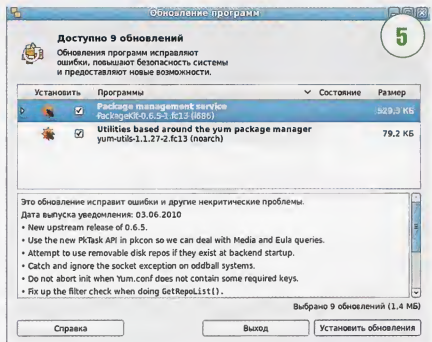 Обновление программ
5
Доступно 9 обновлений
Обновления программ исправляют
ошибки, повышают безопасность системы
и предоставляют новые возможности.
Установить Программы Состояние Размер
Package management service
PackageKit-0.6.5-1.fc13 (i686) 529,3 КБ
Utilities based around the yum package manager
yum-utils-1.1.27-2.fc13 (noarch) 79,2 КБ
Это обновление исправит ошибки и другие некритические проблемы.
Дата выпуска уведомления: 03.06.2010
• New upstream release of 0.6.5.
• Use the new PkTask API in pkcon so we can deal with Media and Eula queries.
• Attempt to use removable disk repos if they exist at backend startup.
• Catch and ignore the socket exception on oddball systems.
• Do not abort init when Yum.conf does not contain some required keys.
• Fix up the filter check when doing GetRepoList().
Выбрано 9 обновлений (1,4 МБ)
Справка Выход Установить обновления